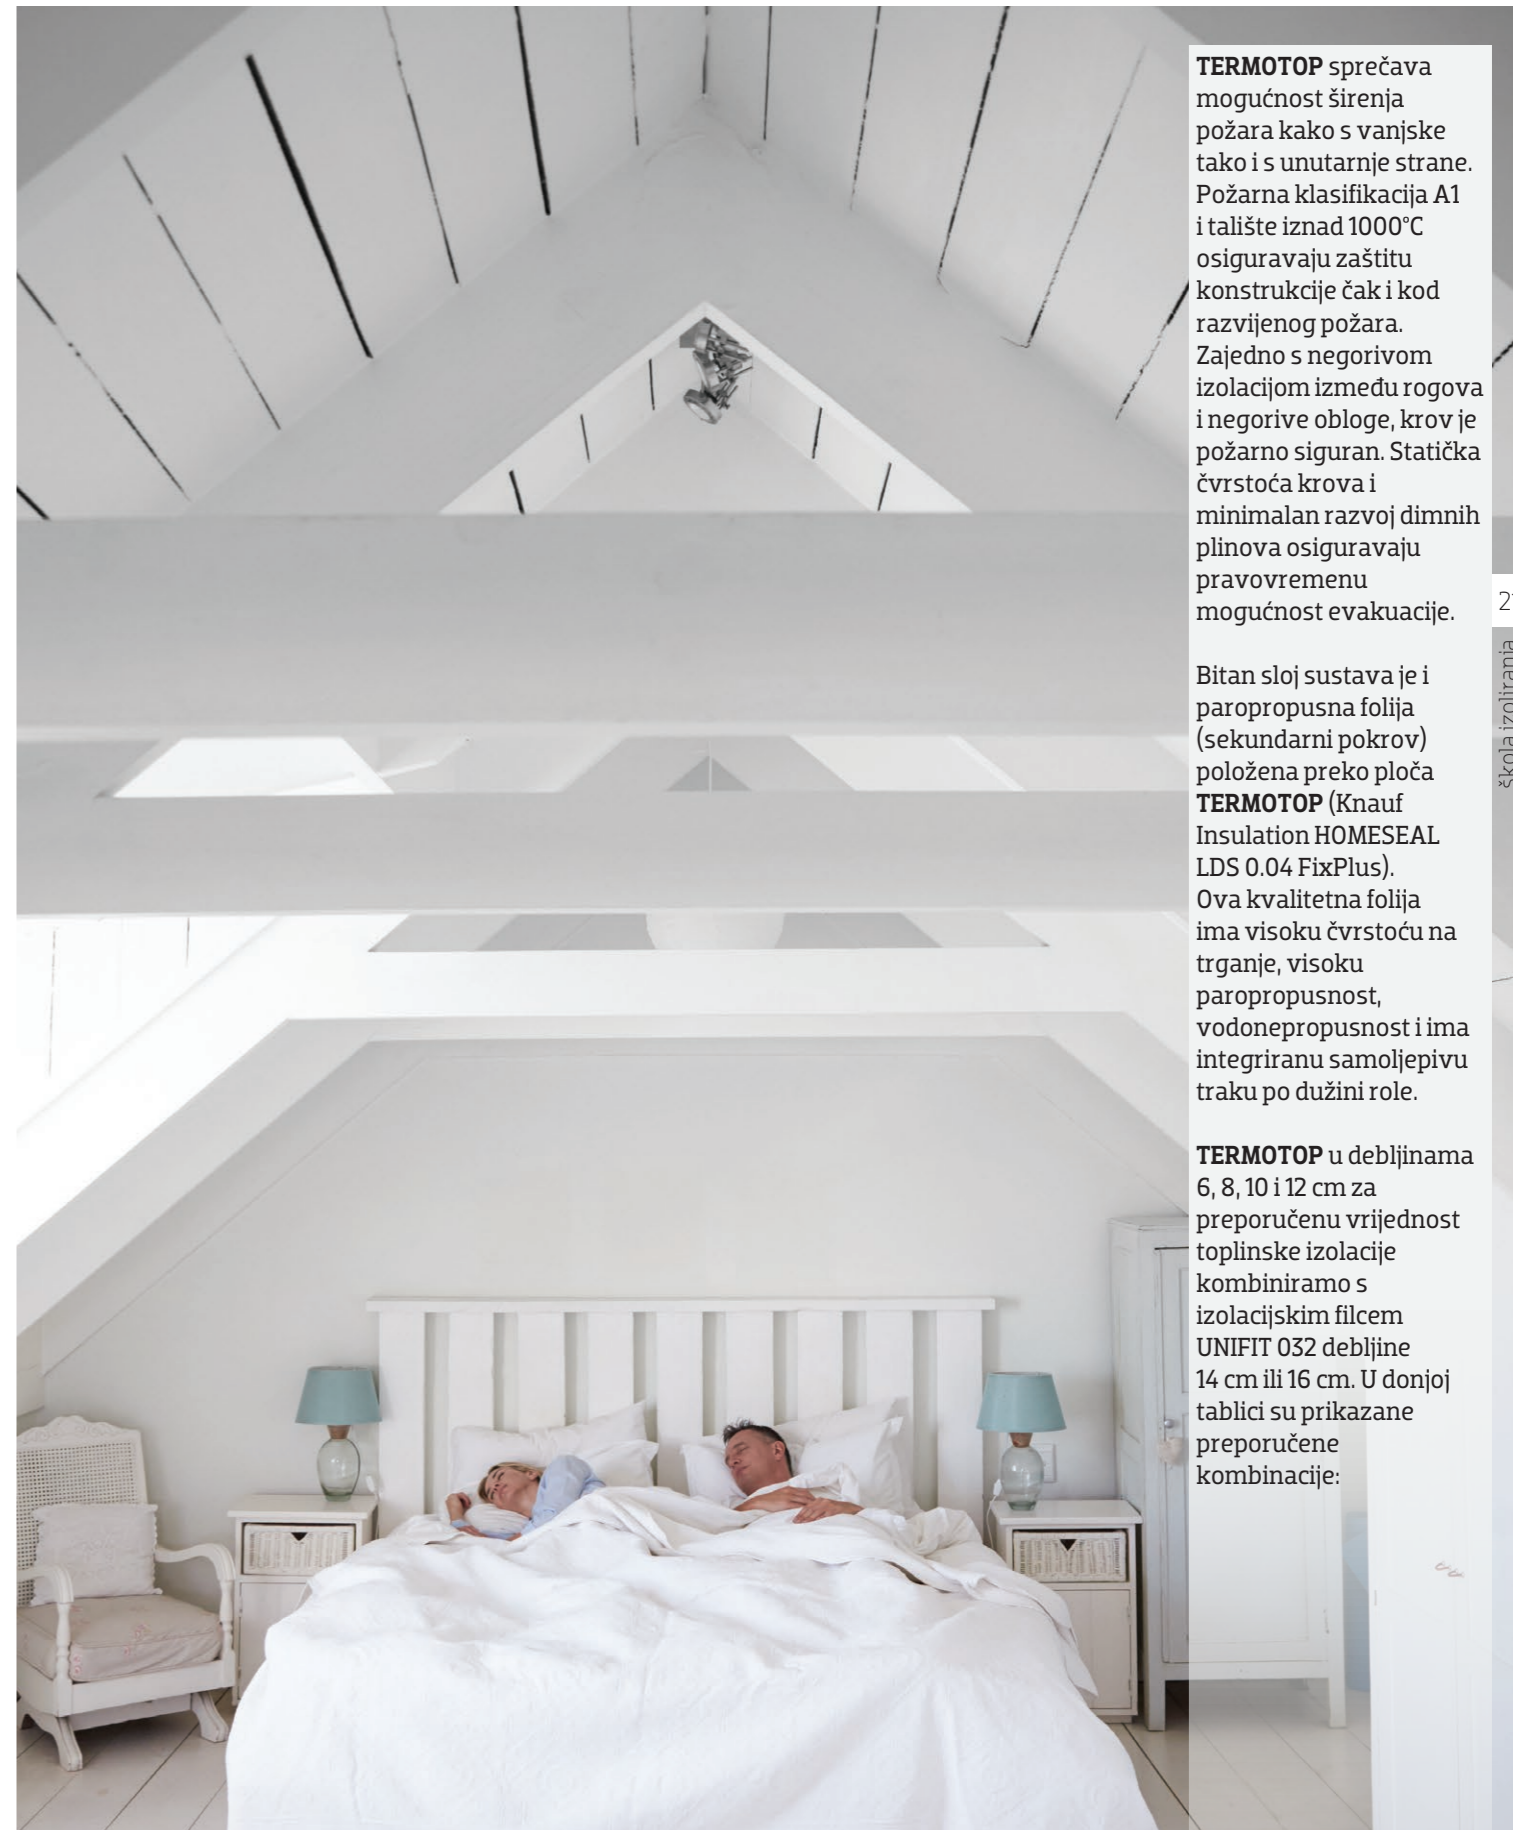 TERMOTOP sprečava
mogućnost širenja
požara kako s vanjske
tako i s unutarnje strane.
Požarna klasifikacija A1
i talište iznad 1000°C
osiguravaju zaštitu
konstrukcije čak i kod
razvijenog požara.
Zajedno s negorivom
izolacijom između rogova
i negorive obloge, krov je
požarno siguran. Statička
čvrstoća krova i
minimalan razvoj dimnih
plinova osiguravaju
pravovremenu
mogućnost evakuacije.
Bitan sloj sustava je i
paropropusna folija
(sekundarni pokrov)
položena preko ploča
TERMOTOP (Knauf
Insulation HOMESEAL
LDS 0.04 FixPlus).
Ova kvalitetna folija
ima visoku čvrstoću na
trganje, visoku
paropropusnost,
vodonepropusnost i ima
integriranu samoljepivu
traku po dužini role.
TERMOTOP u debljinama
6, 8, 10 i 12 cm za
preporučenu vrijednost
toplinske izolacije
kombiniramo s
izolacijskim filcem
UNIFIT 032 debljine
14 cm ili 16 cm. U donjoj
tablici su prikazane
preporučene
kombinacije:
škola izoliranja